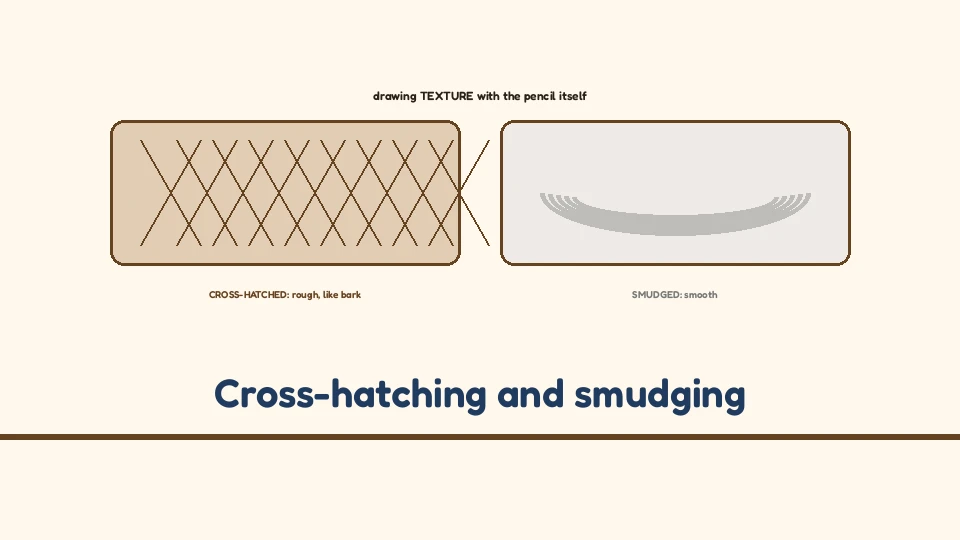 drawing TEXTURE with the pencil itself
CROSS-HATCHED: rough, like bark
SMUDGED: smooth
Cross-hatching and smudging